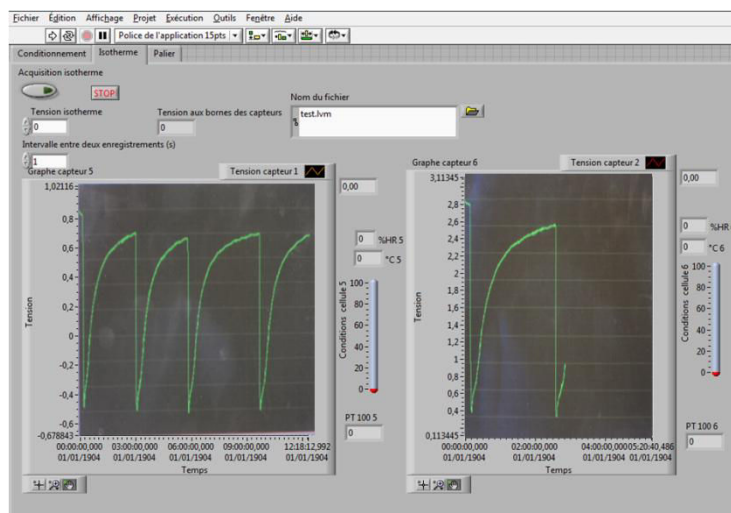 Fichier Édition Affichage Projet Exécution Outils Fenêtre Aide
Police de l'application 15pts
Conditionnement Isotherme Palier
Acquisition isotherme
STOP
Nom du fichier
Tension isotherme
Tension aux bornes des capteurs
0
0
test.lvm
Intervalle entre deux enregistrements (s)
1
Graphe capteur 5
Tension capteur 1
1,02116
0,8
0,6
0,4
0,2
0
-0,2
-0,4
-0,6
-0,678843
Tension
00:00:00,000 03:00:00,000 06:00:00,000 09:00:00,000 12:18:12,992
01/01/1904 01/01/1904 01/01/1904 01/01/1904 01/01/1904
Temps
0,00
0 %HR 5
0 °C 5
Conditions cellule 5
100
80
60
40
20
0
PT 100 5
0
Graphe capteur 6
Tension capteur 2
3,11345
2,8
2,6
2,4
2,2
2
1,8
1,6
1,4
1,2
1
0,8
0,6
0,4
0,113445
Tension
00:00:00,000 02:00:00,000 04:00:00,000 05:20:40,486
01/01/1904 01/01/1904 01/01/1904 01/01/1904
Temps
0,00
0 %HR 6
0 °C 6
Conditions cellule 6
100
80
60
40
20
0
PT 100 6
0